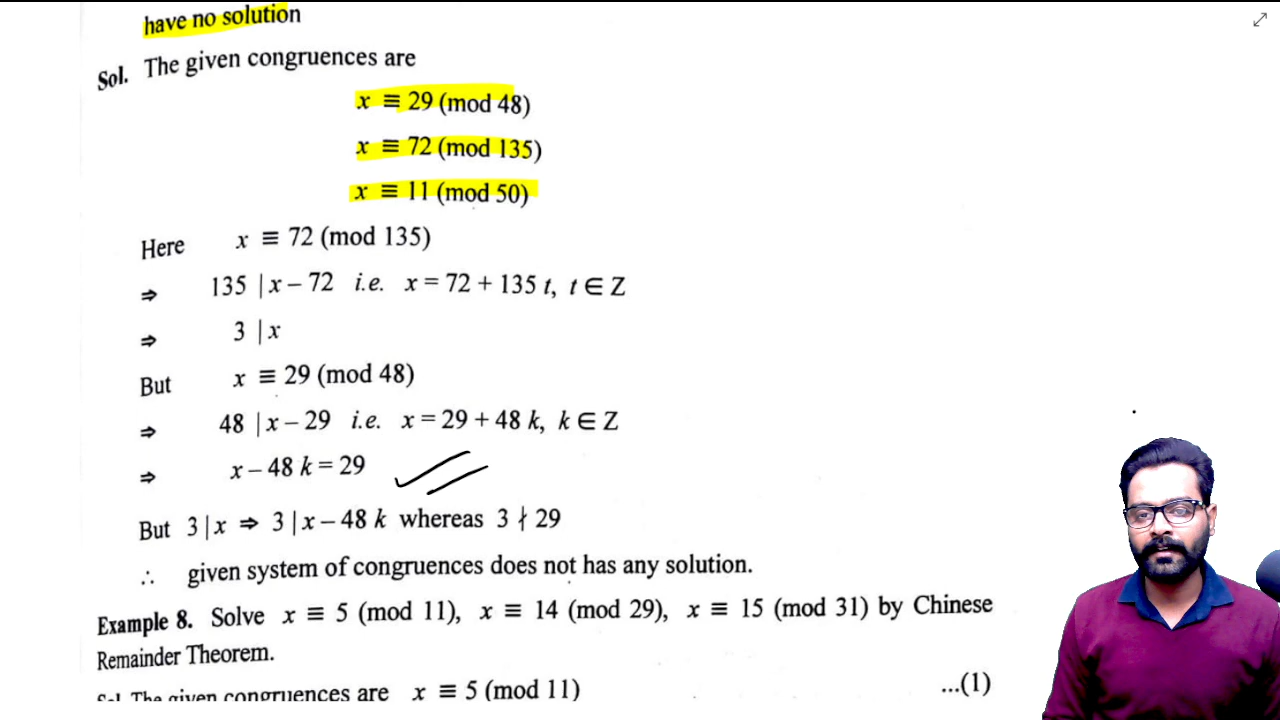 have no solution
Sol. The given congruences are
x ≡ 29 (mod 48)
x ≡ 72 (mod 135)
x ≡ 11 (mod 50)
Here x ≡ 72 (mod 135)
⇒ 135 | x – 72 i.e. x = 72 + 135 t, t ∈ Z
⇒ 3 | x
But x ≡ 29 (mod 48)
⇒ 48 | x – 29 i.e. x = 29 + 48 k, k ∈ Z
⇒ x – 48 k = 29
But 3 | x ⇒ 3 | x – 48 k whereas 3 ∤ 29
∴ given system of congruences does not has any solution.
Example 8. Solve x ≡ 5 (mod 11), x ≡ 14 (mod 29), x ≡ 15 (mod 31) by Chinese
Remainder Theorem.
Sol. The given congruences are x ≡ 5 (mod 11) ...(1)